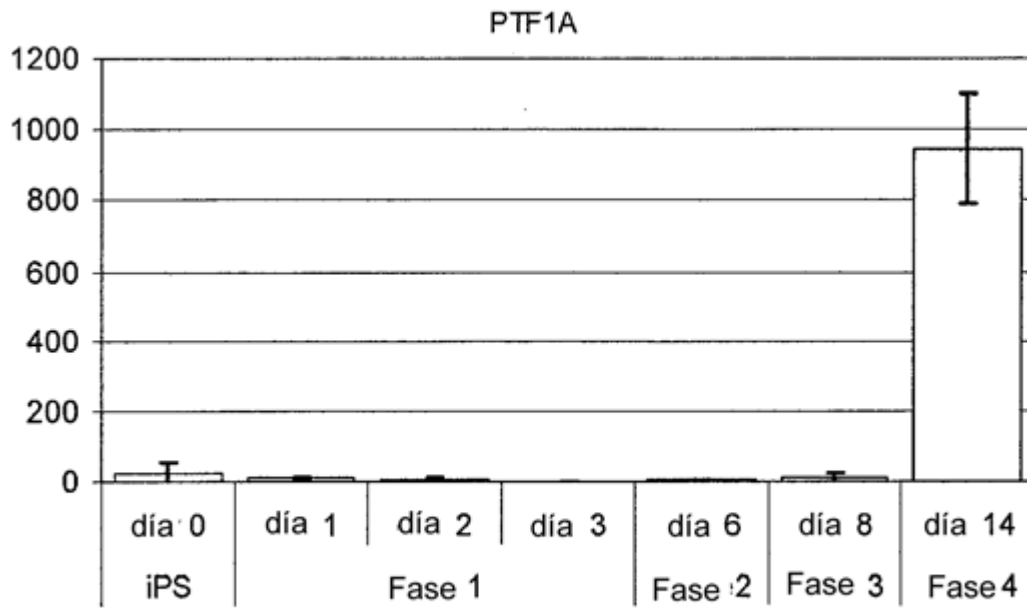 PTF1A
1200
1000
800
600
400
200
0
día 0 día 1 día 2 día 3 día 6 día 8 día 14
iPS Fase 1 Fase 2 Fase 3 Fase 4